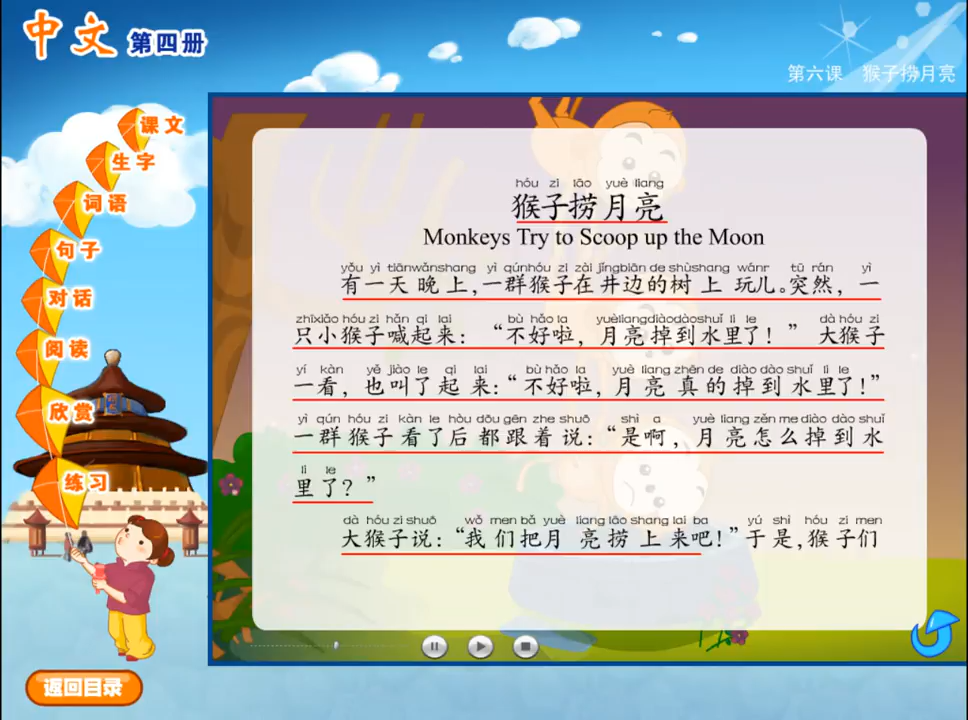 中文 第四册
第六课 猴子捞月亮
课文
生字
词语
句子
对话
阅读
欣赏
练习
返回目录
hóu zi lāo yuè liang
猴子捞月亮
Monkeys Try to Scoop up the Moon
yǒu yì tiānwǎnshang yì qúnhóu zi zài jǐngbiān de shùshang wánr tū rán yì
有一天晚上，一群猴子在井边的树上玩儿。突然，一
zhīxiǎo hóu zi hǎn qi lai bù hǎo la yuèliangdiàodàoshuǐ li le dà hóu zi
只小猴子喊起来：“不好啦，月亮掉到水里了！” 大猴子
yí kàn yě jiào le qi lai bù hǎo la yuè liang zhēn de diào dào shuǐ li le
一看，也叫了起来：“不好啦，月亮真的掉到水里了！”
yì qún hóu zi kàn le hòu dōu gēn zhe shuō shì a yuè liang zěn me diào dào shuǐ
一群猴子看了后都跟着说：“是啊，月亮怎么掉到水
li le
里了？”
dà hóu zi shuō wǒ men bǎ yuè liang lāo shang lai ba yú shì hóu zi men
大猴子说：“我们把月亮捞上来吧！”于是，猴子们